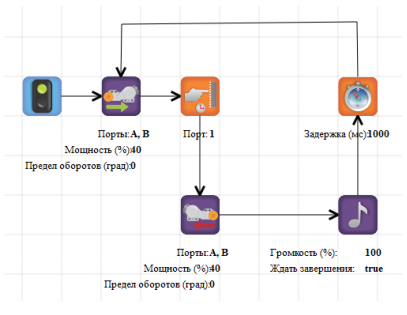 Порты:A, B
Порт:1
Задержка (мс):1000
Мощность (%):40
Предел оборотов (град):0
Порты:A, B
Громкость (%): 100
Мощность (%):40
Ждать завершения: true
Предел оборотов (град):0